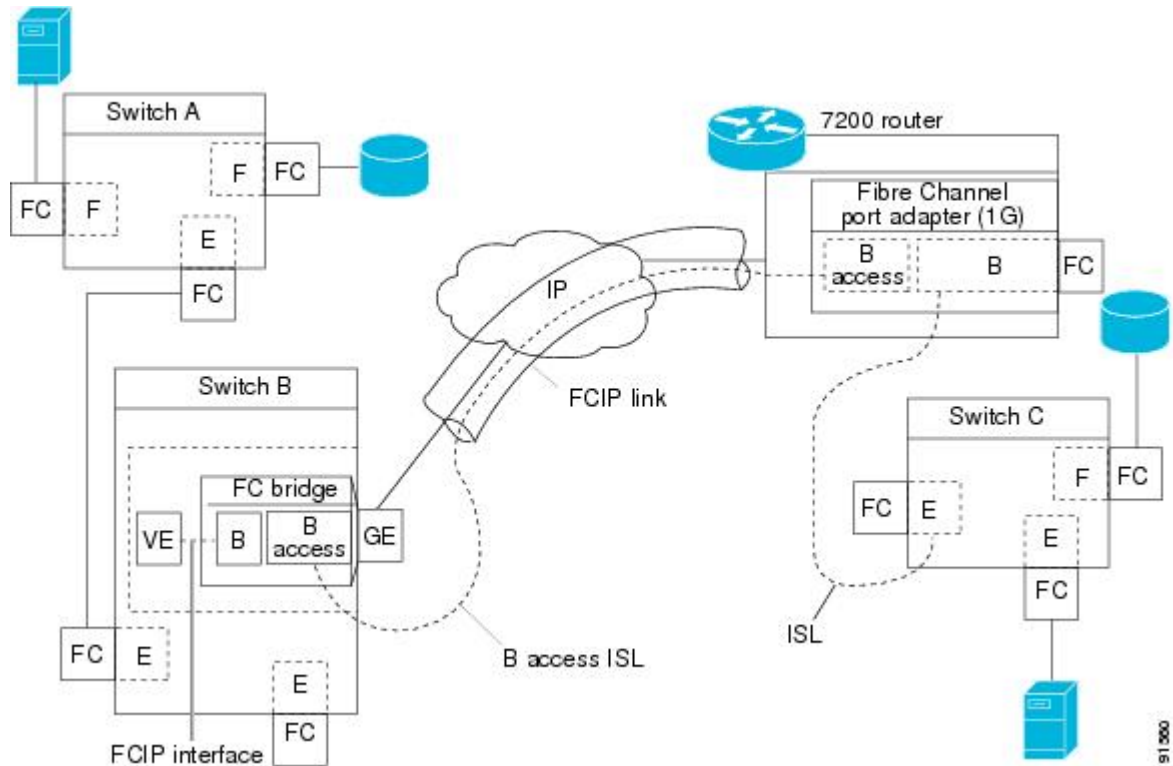 Switch A
F
FC
FC
F
E
FC
7200 router
Fibre Channel
port adapter (1G)
B
access
B
FC
IP
FCIP link
Switch B
FC bridge
VE
B
B
access
GE
FC
E
E
FC
FCIP interface
B access ISL
Switch C
F
FC
FC
E
E
FC
ISL
91560